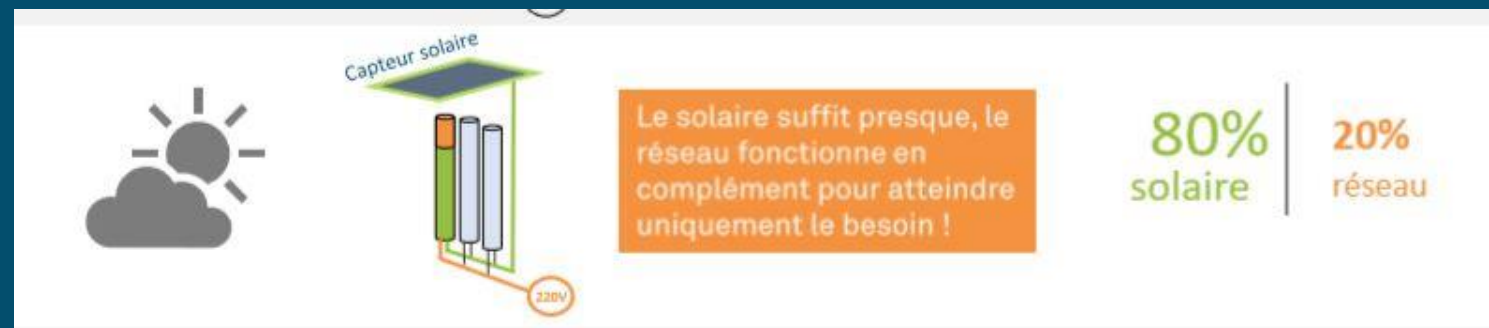 Capteur solaire
Le solaire suffit presque, le
réseau fonctionne en
complément pour atteindre
uniquement le besoin !
80%
solaire
20%
réseau
220V